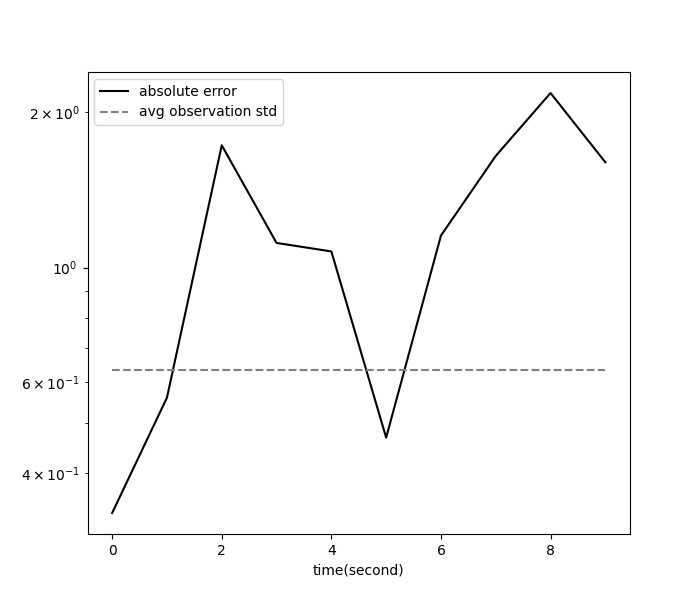 absolute error
avg observation std
2 × 10⁰
10⁰
6 × 10⁻¹
4 × 10⁻¹
0 2 4 6 8
time(second)